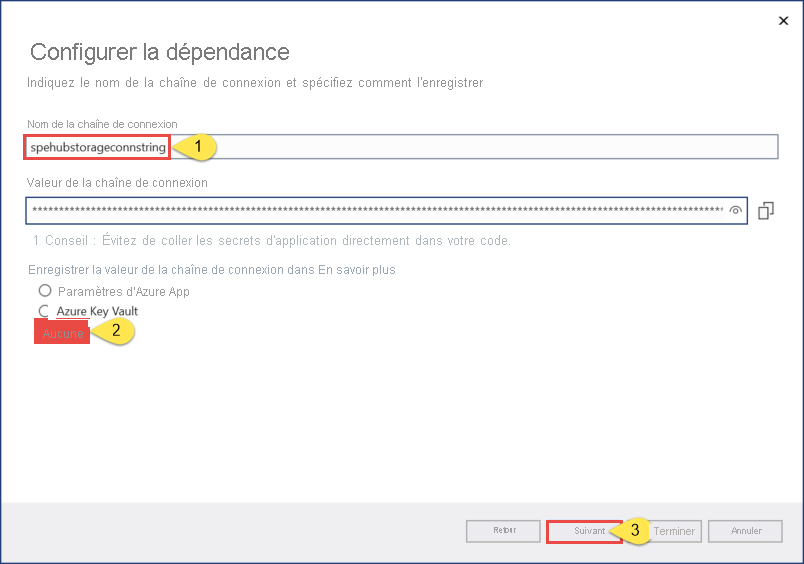 Configurer la dépendance
Indiquez le nom de la chaîne de connexion et spécifiez comment l'enregistrer
Nom de la chaîne de connexion
spehubstorageconnstring 1
Valeur de la chaîne de connexion
************************************************************************************************************************************
1 Conseil : Évitez de coller les secrets d'application directement dans votre code.
Enregistrer la valeur de la chaîne de connexion dans En savoir plus
Paramètres d'Azure App
Azure Key Vault
Aucune 2
Retour Suivant 3 Terminer Annuler